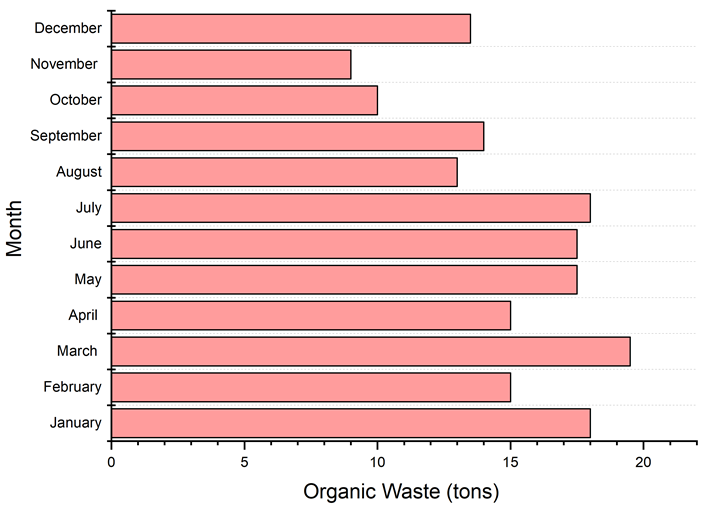 December
November
October
September
August
July
June
May
April
March
February
January
Month
0 5 10 15 20
Organic Waste (tons)